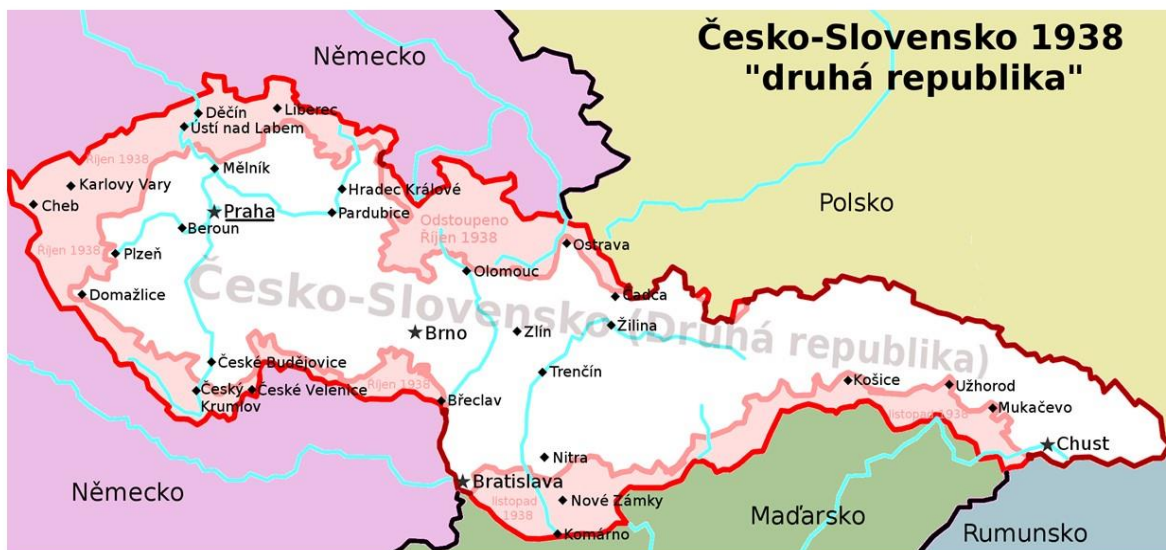 Česko-Slovensko 1938
"druhá republika"
Německo
Děčín
Liberec
Ústí nad Labem
Říjen 1938
Mělník
Karlovy Vary
Hradec Králové
Cheb
Praha
Pardubice
Polsko
Odstoupeno
Říjen 1938
Beroun
Ostrava
Říjen 1938
Plzeň
Olomouc
Domažlice
Čadca
Česko-Slovensko (Druhá republika)
Brno
Zlín
Žilina
České Budějovice
Trenčín
Říjen 1938
Košice
Užhorod
Český
Krumlov
České Velenice
Břeclav
Mukačevo
listopad 1938
Chust
Nitra
Bratislava
Německo
listopad
1938
Nové Zámky
Maďarsko
Komárno
Rumunsko